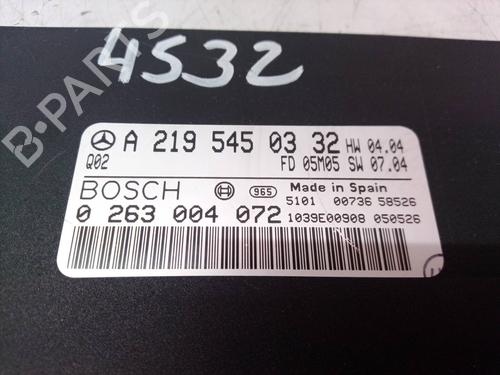 4532
A 219 545 03 32 HW 04.04
Q02 FD 05M05 SW 07.04
BOSCH 965 Made in Spain
5101 00736 58526
0 263 004 072 1039E00908 050526
B-PARTS